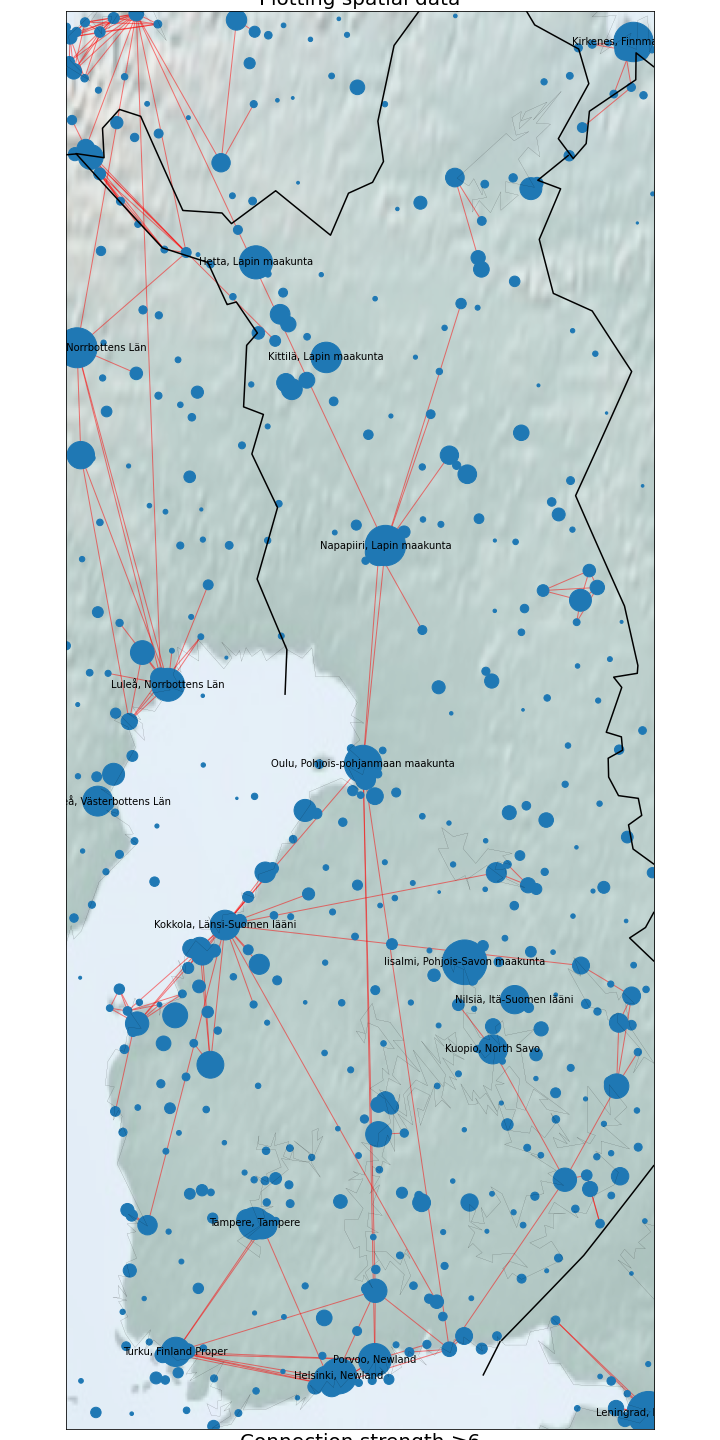 Plotting spatial data
Kirkenes, Finnma
Hetta, Lapin maakunta
Norrbottens Län
Kittilä, Lapin maakunta
Napapiiri, Lapin maakunta
Luleå, Norrbottens Län
Oulu, Pohjois-pohjanmaan maakunta
eå, Västerbottens Län
Kokkola, Länsi-Suomen lääni
Iisalmi, Pohjois-Savon maakunta
Nilsiä, Itä-Suomen lääni
Kuopio, North Savo
Tampere, Tampere
Turku, Finland Proper
Porvoo, Newland
Helsinki, Newland
Leningrad,
Connection strength ≥6